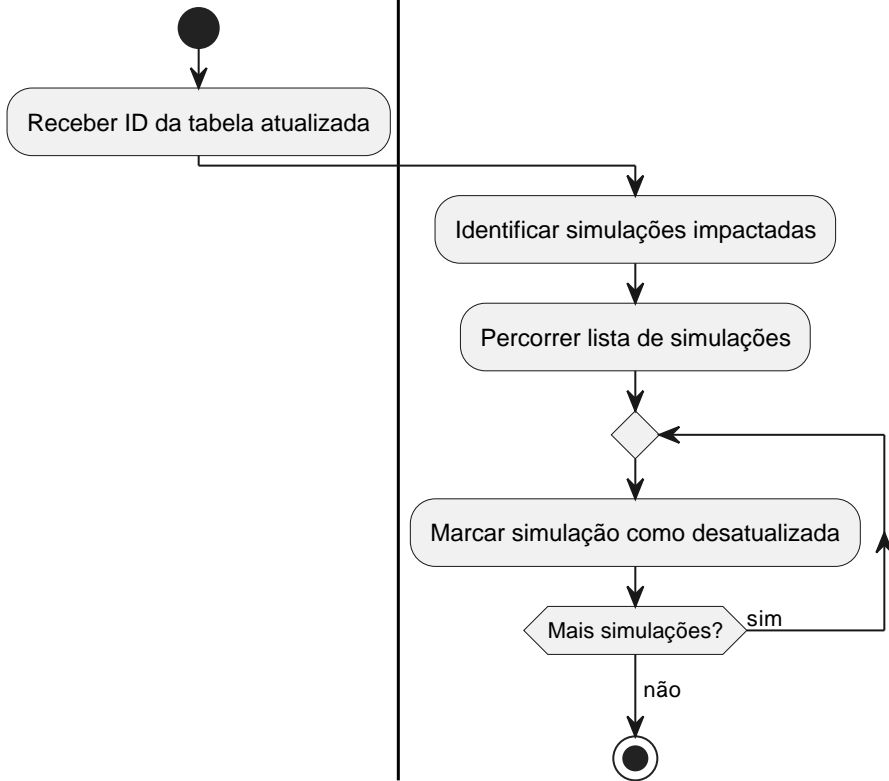 Receber ID da tabela atualizada
Identificar simulações impactadas
Percorrer lista de simulações
Marcar simulação como desatualizada
Mais simulações?
sim
não